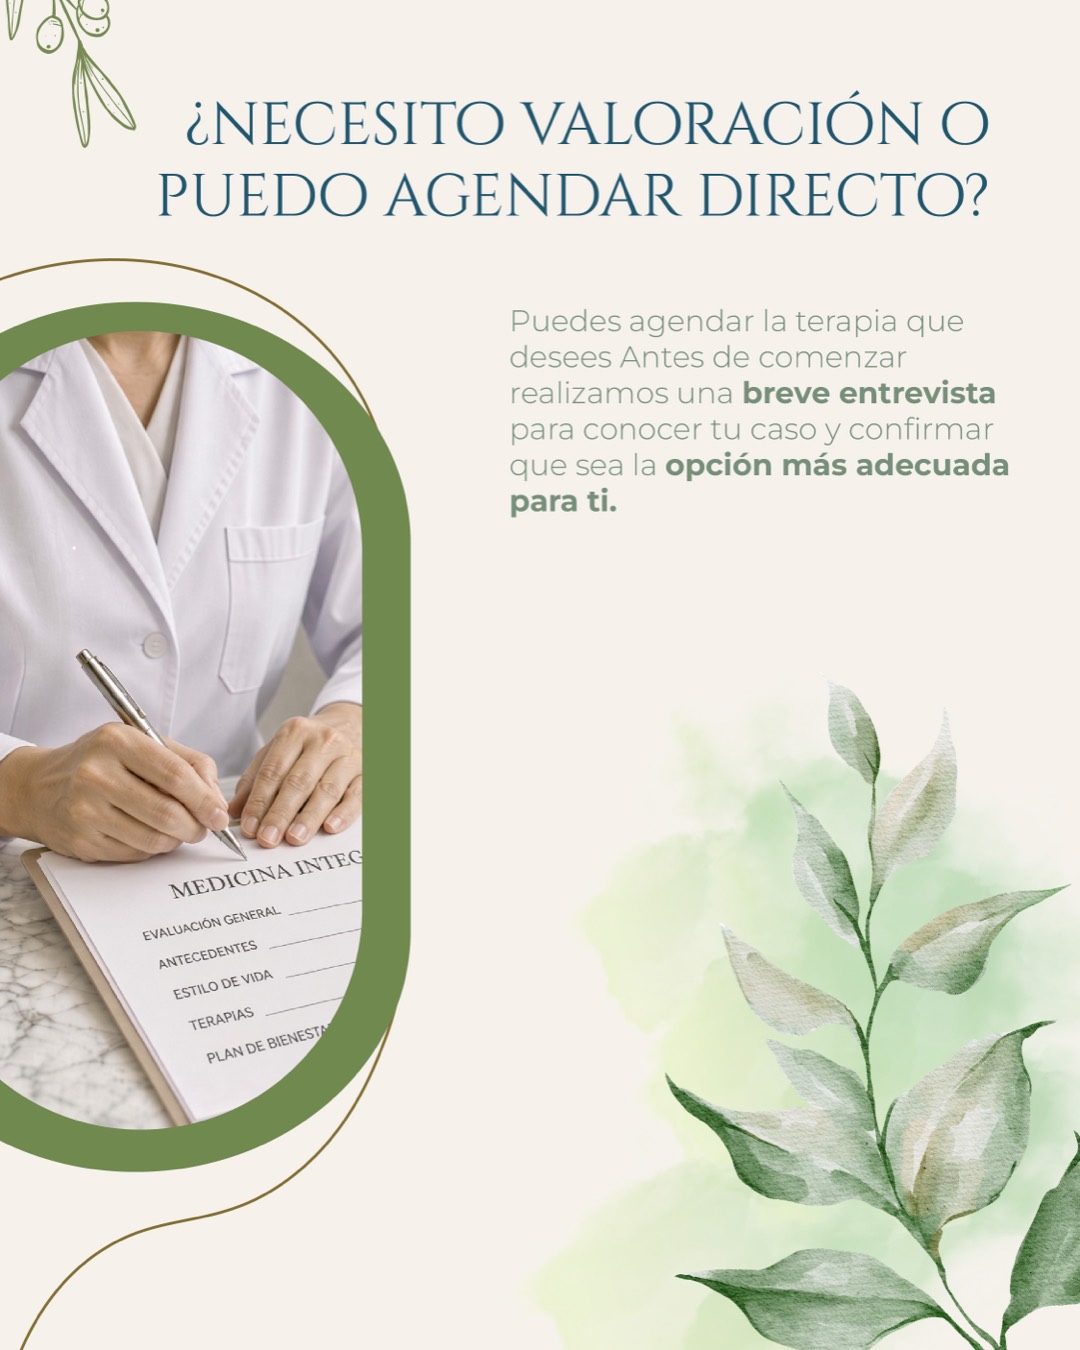 ¿NECESITO VALORACIÓN O
PUEDO AGENDAR DIRECTO?
Puedes agendar la terapia que
desees Antes de comenzar
realizamos una breve entrevista
para conocer tu caso y confirmar
que sea la opción más adecuada
para ti.
MEDICINA INTEG
EVALUACIÓN GENERAL
ANTECEDENTES
ESTILO DE VIDA
TERAPIAS
PLAN DE BIENESTA